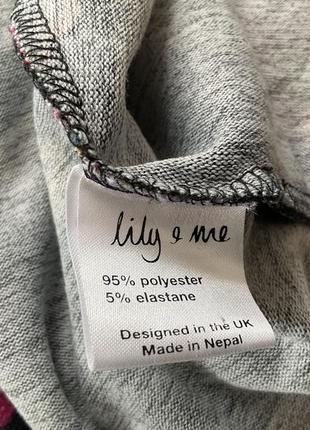 lily & me
95% polyester
5% elastane
Designed in the UK
Made in Nepal